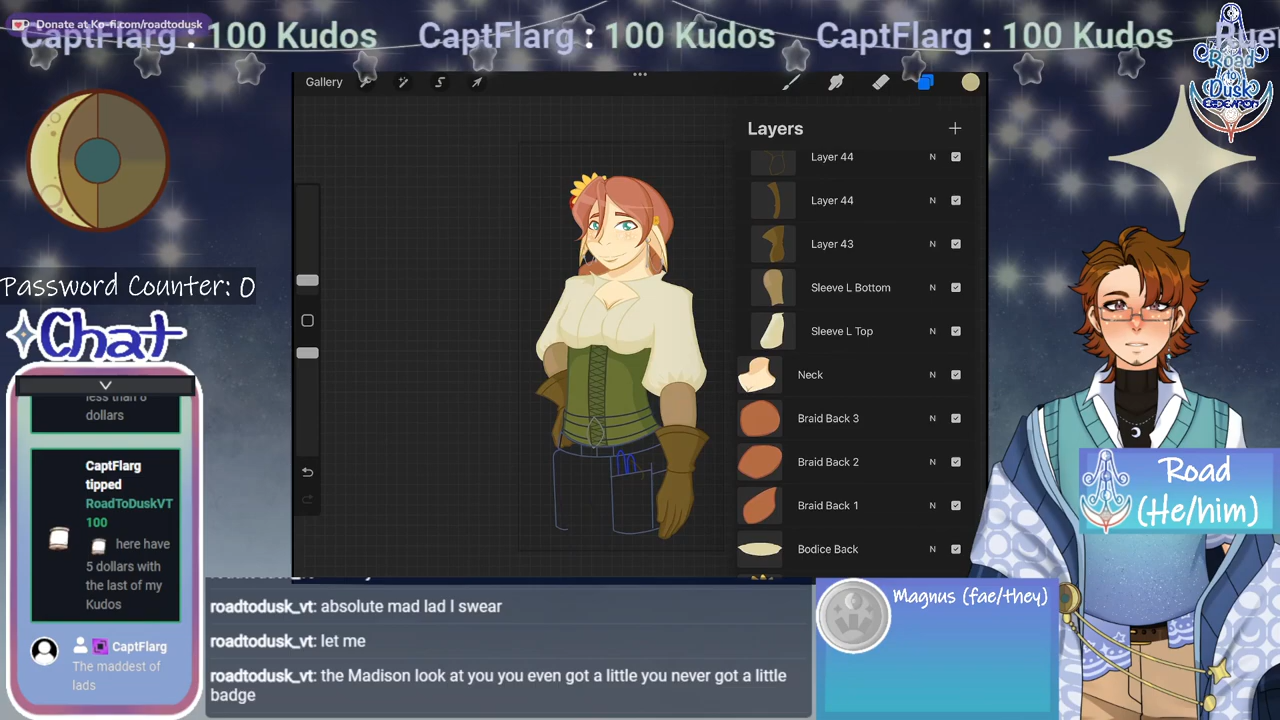 Donate at Ko-fi.com/roadtodusk
CaptFlarg : 100 Kudos CaptFlarg : 100 Kudos CaptFlarg : 100 Kudos
Road
to
Dusk
Gallery
Layers
Layer 44 N
Layer 44 N
Layer 43 N
Sleeve L Bottom N
Sleeve L Top N
Neck N
Braid Back 3 N
Braid Back 2 N
Braid Back 1 N
Bodice Back N
Password Counter: 0
Chat
dollars
CaptFlarg
tipped
RoadToDuskVT
100
here have
5 dollars with
the last of my
Kudos
CaptFlarg
The maddest of
lads
roadtodusk_vt: absolute mad lad I swear
roadtodusk_vt: let me
roadtodusk_vt: the Madison look at you you even got a little you never got a little
badge
Magnus (fae/they)
Road
(He/him)